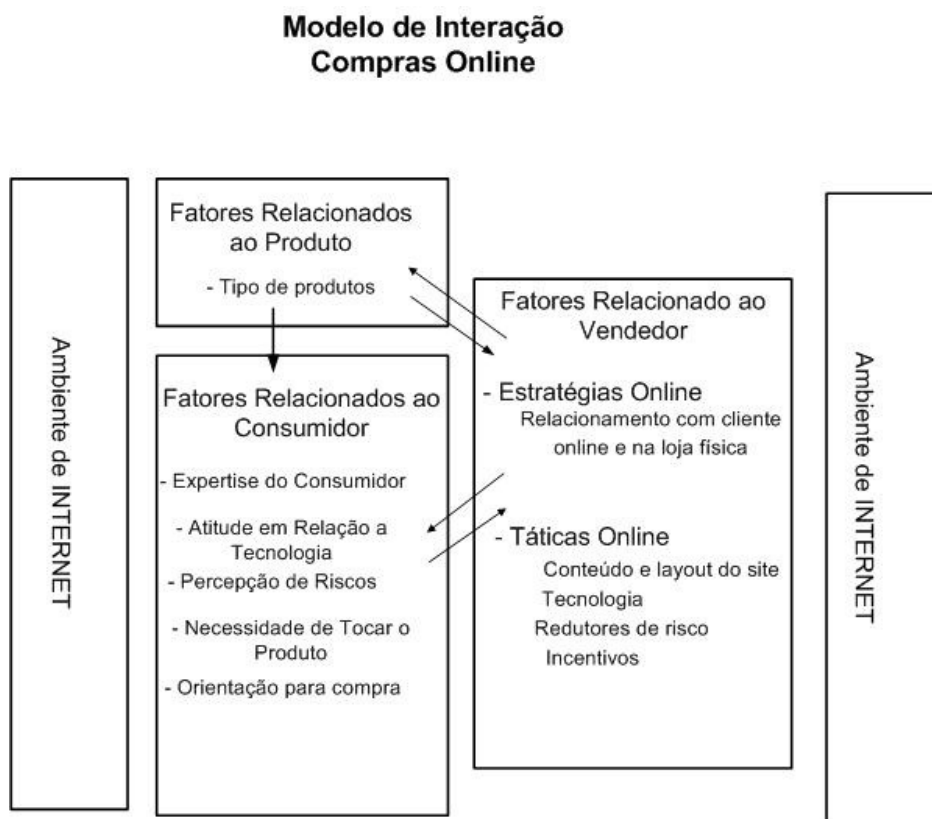 Modelo de Interação
Compras Online
Ambiente de INTERNET
Fatores Relacionados
ao Produto
- Tipo de produtos
Fatores Relacionados ao
Consumidor
- Expertise do Consumidor
- Atitude em Relação a
Tecnologia
- Percepção de Riscos
- Necessidade de Tocar o
Produto
- Orientação para compra
Fatores Relacionado ao
Vendedor
- Estratégias Online
Relacionamento com cliente
online e na loja física
- Táticas Online
Conteúdo e layout do site
Tecnologia
Redutores de risco
Incentivos
Ambiente de INTERNET